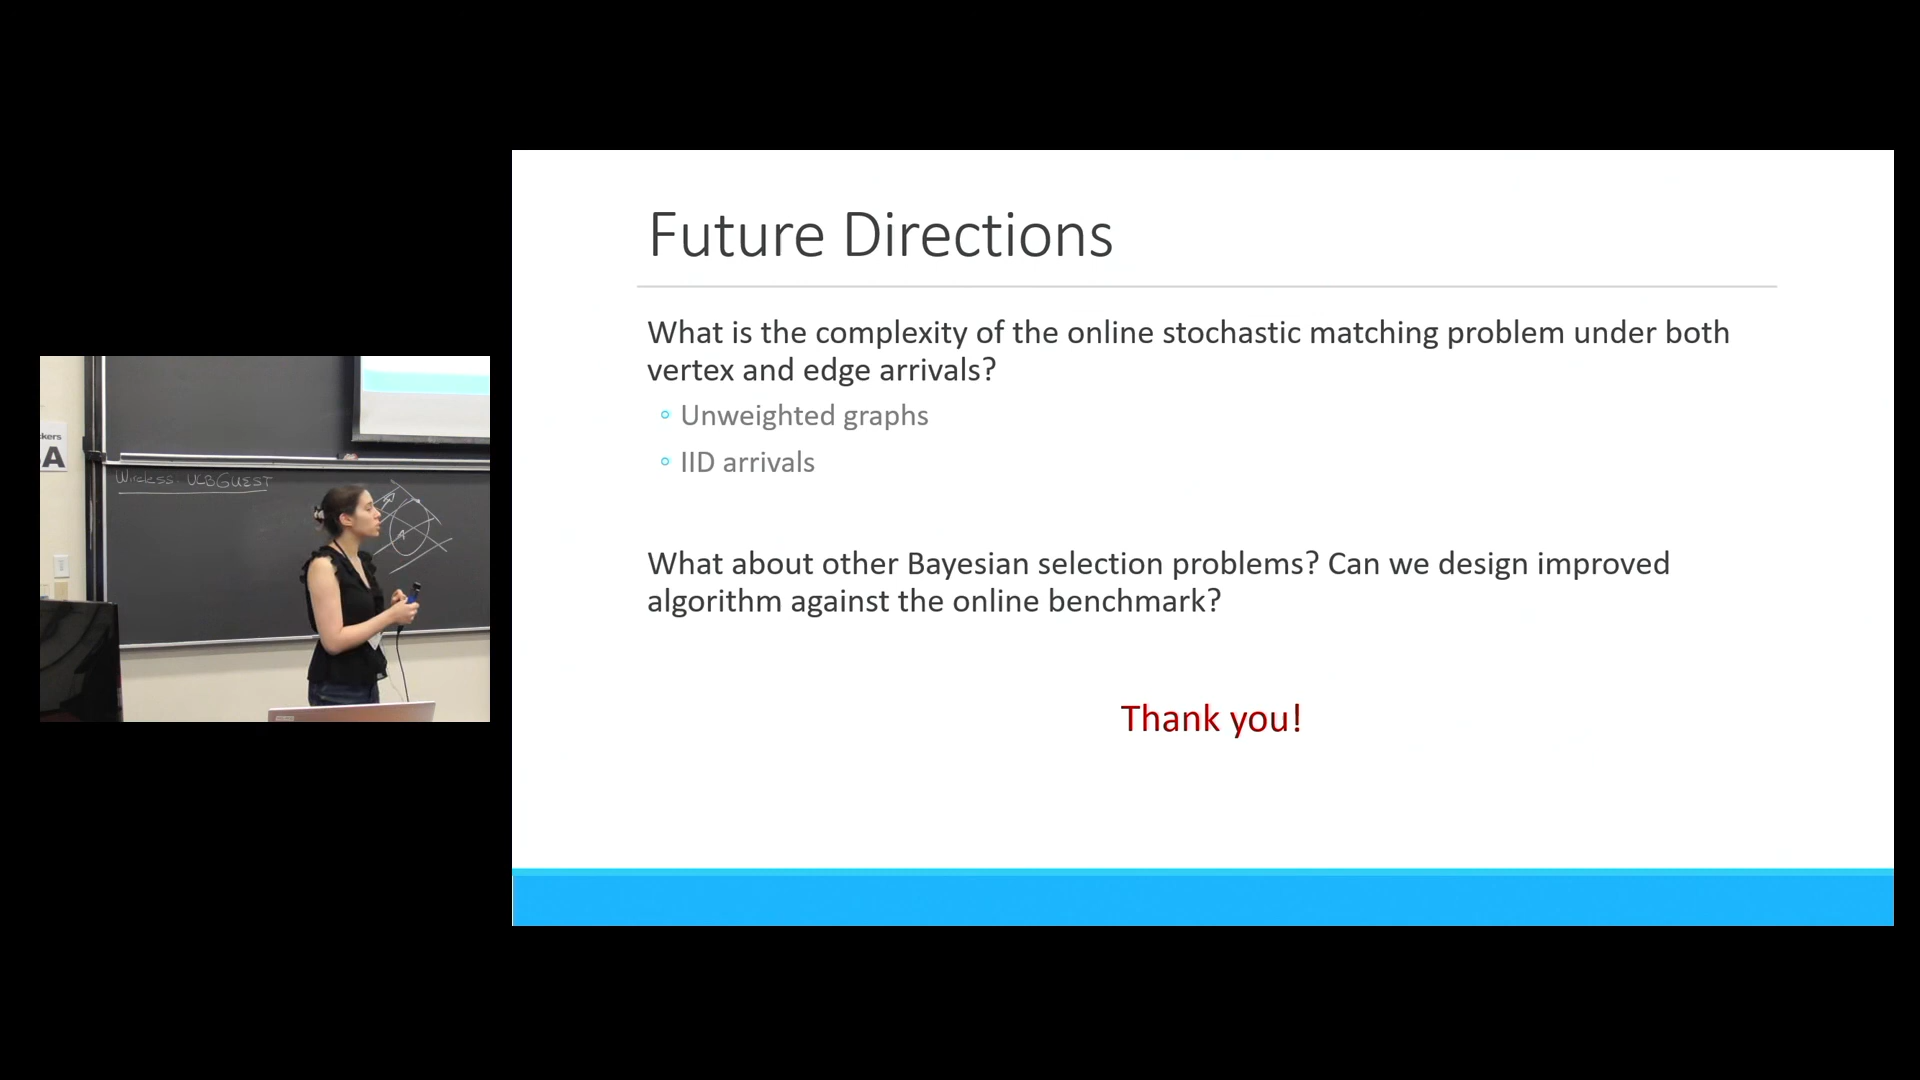 Future Directions
What is the complexity of the online stochastic matching problem under both
vertex and edge arrivals?
Unweighted graphs
IID arrivals
What about other Bayesian selection problems? Can we design improved
algorithm against the online benchmark?
Thank you!
kers
A
Wireless: UCBGUEST